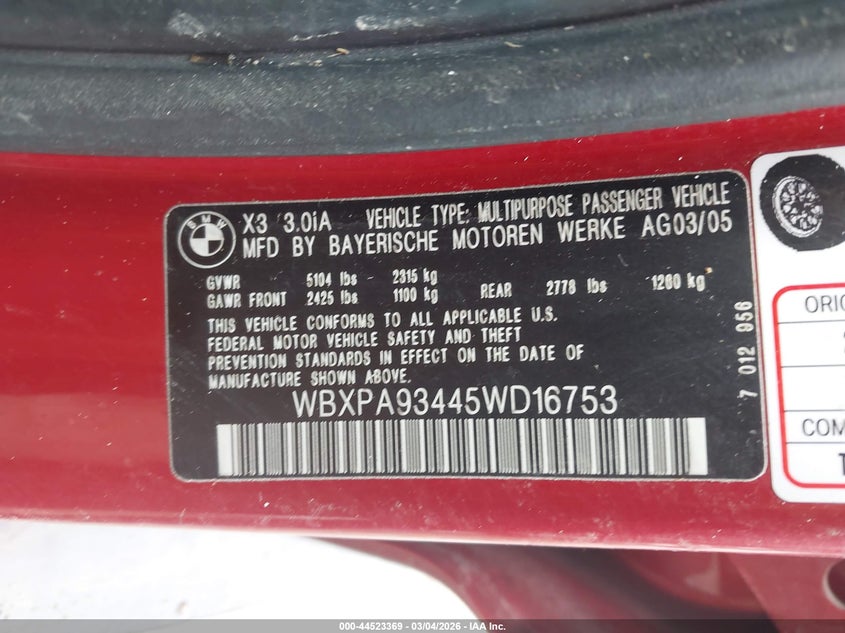 BMW
X3 3.0iA VEHICLE TYPE: MULTIPURPOSE PASSENGER VEHICLE
MFD BY BAYERISCHE MOTOREN WERKE AG03/05
GVWR 5104 lbs - 2315 kg
GAWR FRONT 2425 lbs 1100 kg REAR 2778 lbs 1260 kg
THIS VEHICLE CONFORMS TO ALL APPLICABLE U.S.
FEDERAL MOTOR VEHICLE SAFETY AND THEFT
PREVENTION STANDARDS IN EFFECT ON THE DATE OF
MANUFACTURE SHOWN ABOVE.
WBXPA93445WD16753
7 012 956
ORIG
COM
000-44523369 - 03/04/2026 - IAA Inc.